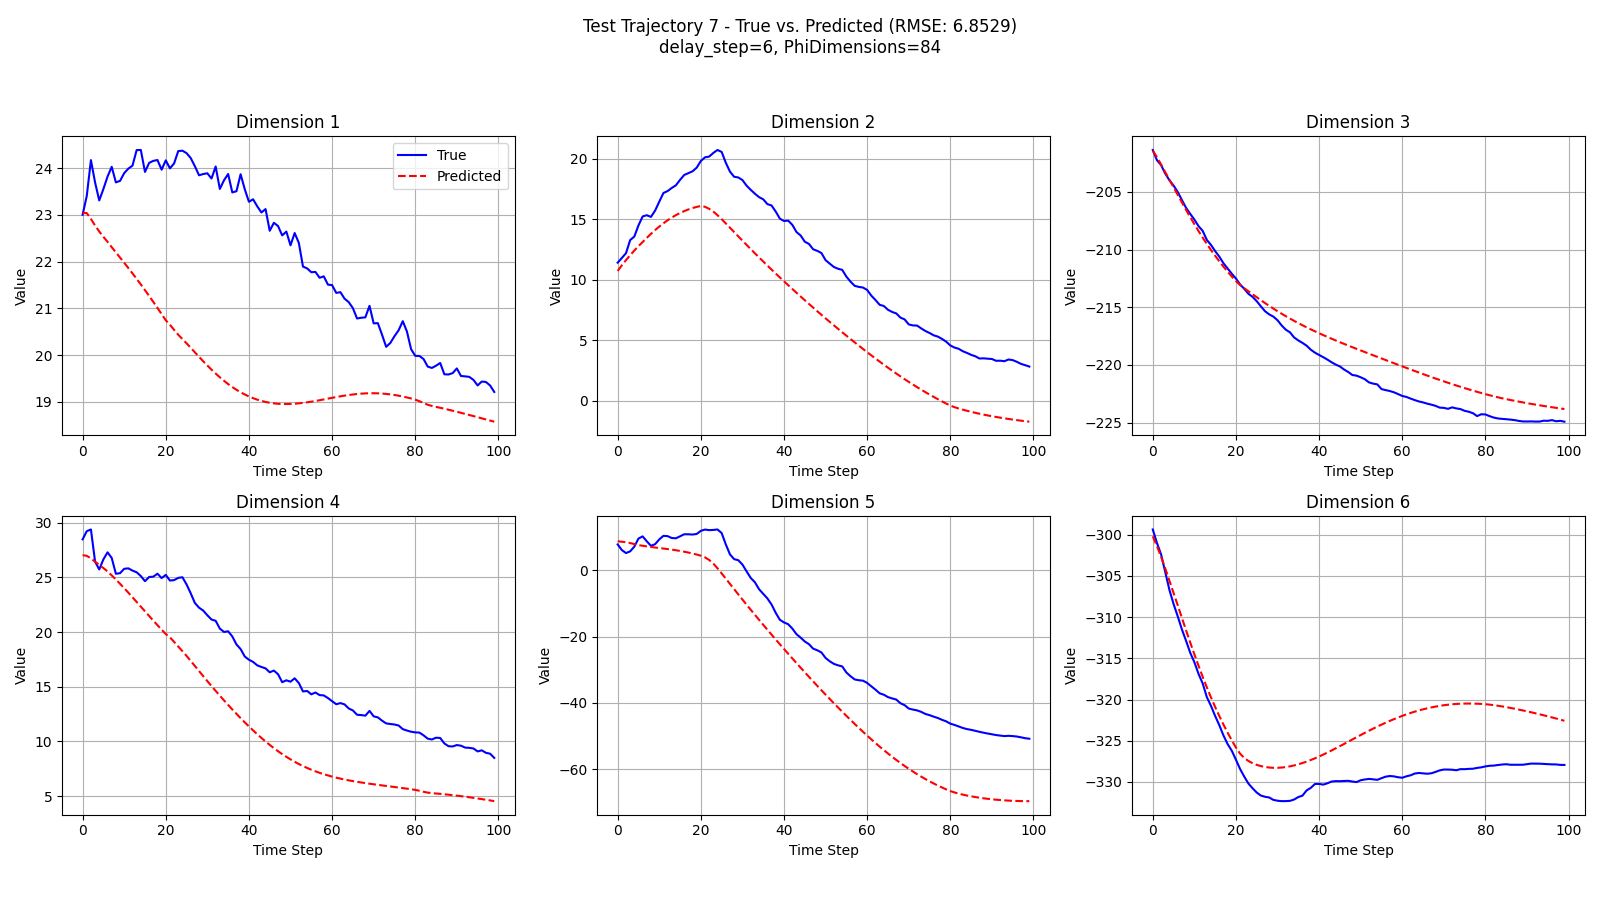 Test Trajectory 7 - True vs. Predicted (RMSE: 6.8529)
delay_step=6, PhiDimensions=84
Dimension 1
Value
24
23
22
21
20
19
True
Predicted
0 20 40 60 80 100
Time Step
Dimension 2
Value
20
15
10
5
0
0 20 40 60 80 100
Time Step
Dimension 3
Value
−205
−210
−215
−220
−225
0 20 40 60 80 100
Time Step
Dimension 4
Value
30
25
20
15
10
5
0 20 40 60 80 100
Time Step
Dimension 5
Value
0
−20
−40
−60
0 20 40 60 80 100
Time Step
Dimension 6
Value
−300
−305
−310
−315
−320
−325
−330
0 20 40 60 80 100
Time Step